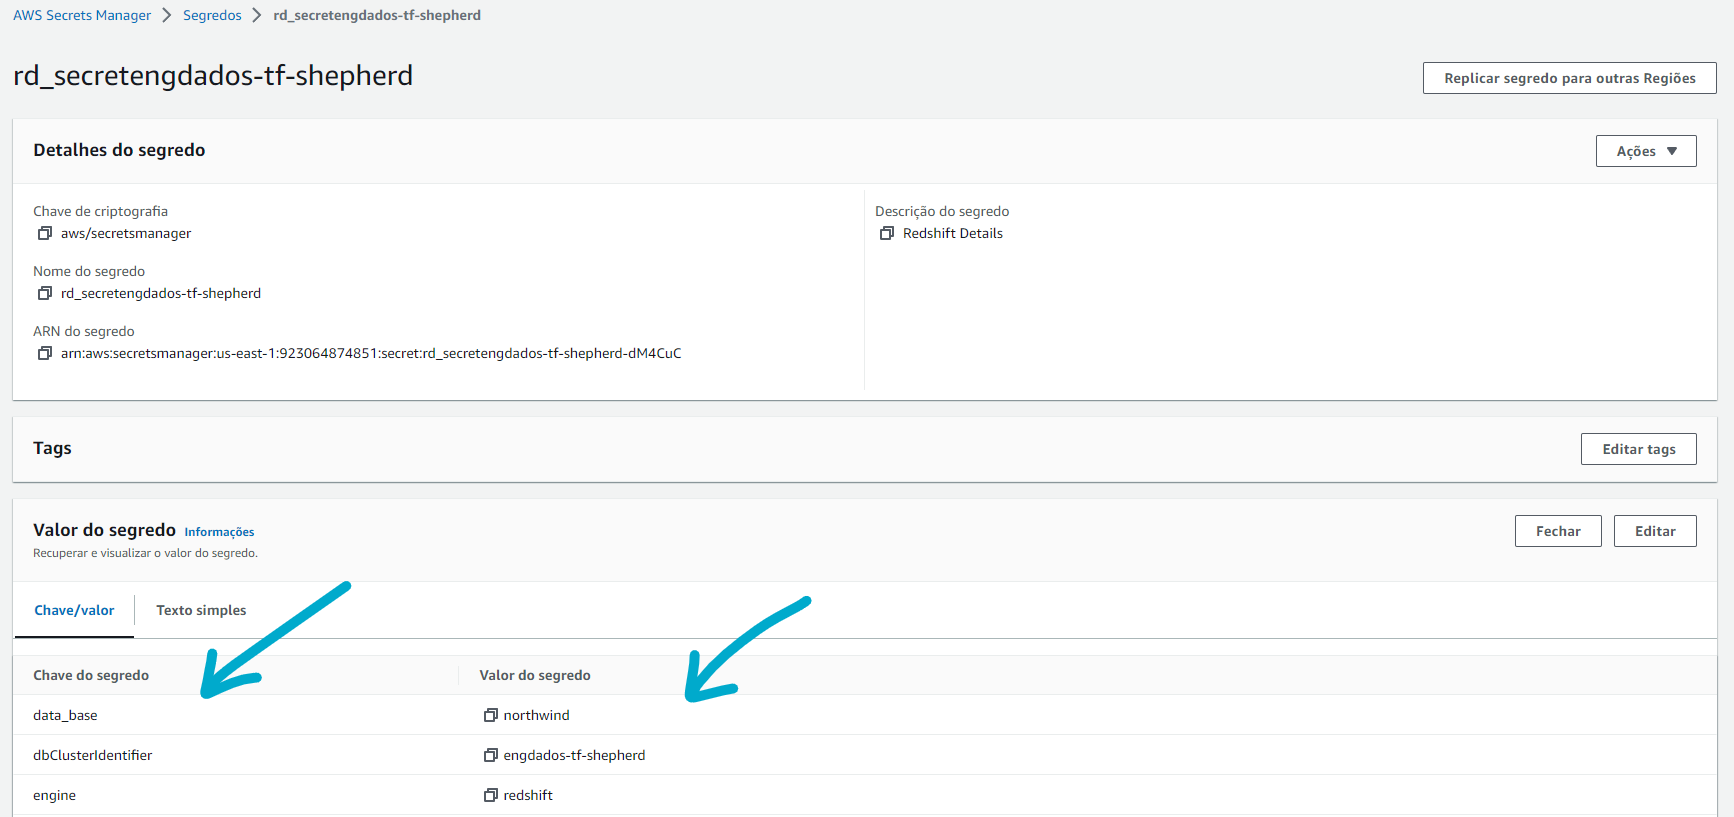 AWS Secrets Manager > Segredos > rd_secretengdados-tf-shepherd
rd_secretengdados-tf-shepherd
Replicar segredo para outras Regiões
Detalhes do segredo
Ações
Chave de criptografia
aws/secretsmanager
Nome do segredo
rd_secretengdados-tf-shepherd
ARN do segredo
arn:aws:secretsmanager:us-east-1:923064874851:secret:rd_secretengdados-tf-shepherd-dM4CuC
Descrição do segredo
Redshift Details
Tags
Editar tags
Valor do segredo Informações
Recuperar e visualizar o valor do segredo.
Fechar
Editar
Chave/valor
Texto simples
Chave do segredo Valor do segredo
data_base northwind
dbClusterIdentifier engdados-tf-shepherd
engine redshift